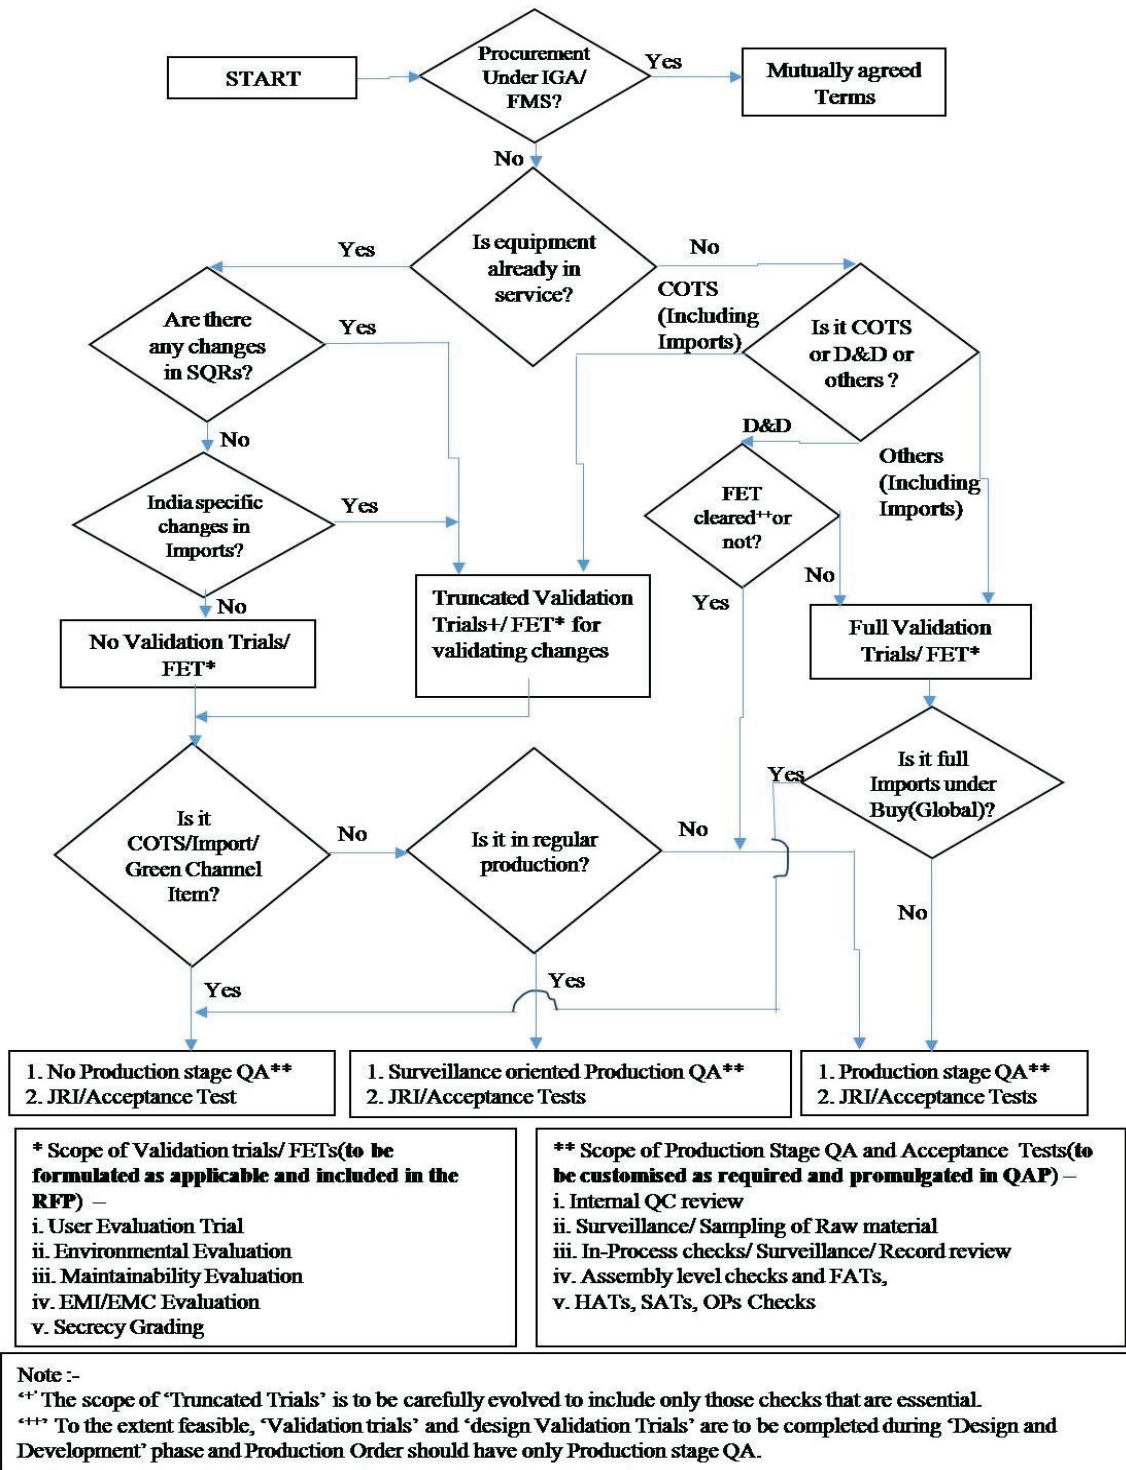 START
Procurement
Under IGA/
FMS?
Yes
Mutually agreed
Terms
No
Is equipment
already in
service?
Yes
No
Are there
any changes
in SQRs?
Yes
COTS
(Including
Imports)
Is it COTS
or D&D or
others ?
No
D&D
Others
(Including
Imports)
India specific
changes in
Imports?
Yes
FET
cleared⁺⁺or
not?
No
Yes
No
No Validation Trials/
FET*
Truncated Validation
Trials+/ FET* for
validating changes
Full Validation
Trials/ FET*
Is it full
Imports under
Buy(Global)?
Yes
No
Is it
COTS/Import/
Green Channel
Item?
No
Is it in regular
production?
No
Yes
Yes
1. No Production stage QA**
2. JRI/Acceptance Test
1. Surveillance oriented Production QA**
2. JRI/Acceptance Tests
1. Production stage QA**
2. JRI/Acceptance Tests
* Scope of Validation trials/ FETs(to be
formulated as applicable and included in the
RFP) –
i. User Evaluation Trial
ii. Environmental Evaluation
iii. Maintainability Evaluation
iv. EMI/EMC Evaluation
v. Secrecy Grading
** Scope of Production Stage QA and Acceptance Tests(to
be customised as required and promulgated in QAP) –
i. Internal QC review
ii. Surveillance/ Sampling of Raw material
iii. In-Process checks/ Surveillance/ Record review
iv. Assembly level checks and FATs,
v. HATs, SATs, OPs Checks
Note :-
‘⁺’ The scope of ‘Truncated Trials’ is to be carefully evolved to include only those checks that are essential.
‘⁺⁺’ To the extent feasible, ‘Validation trials’ and ‘design Validation Trials’ are to be completed during ‘Design and
Development’ phase and Production Order should have only Production stage QA.